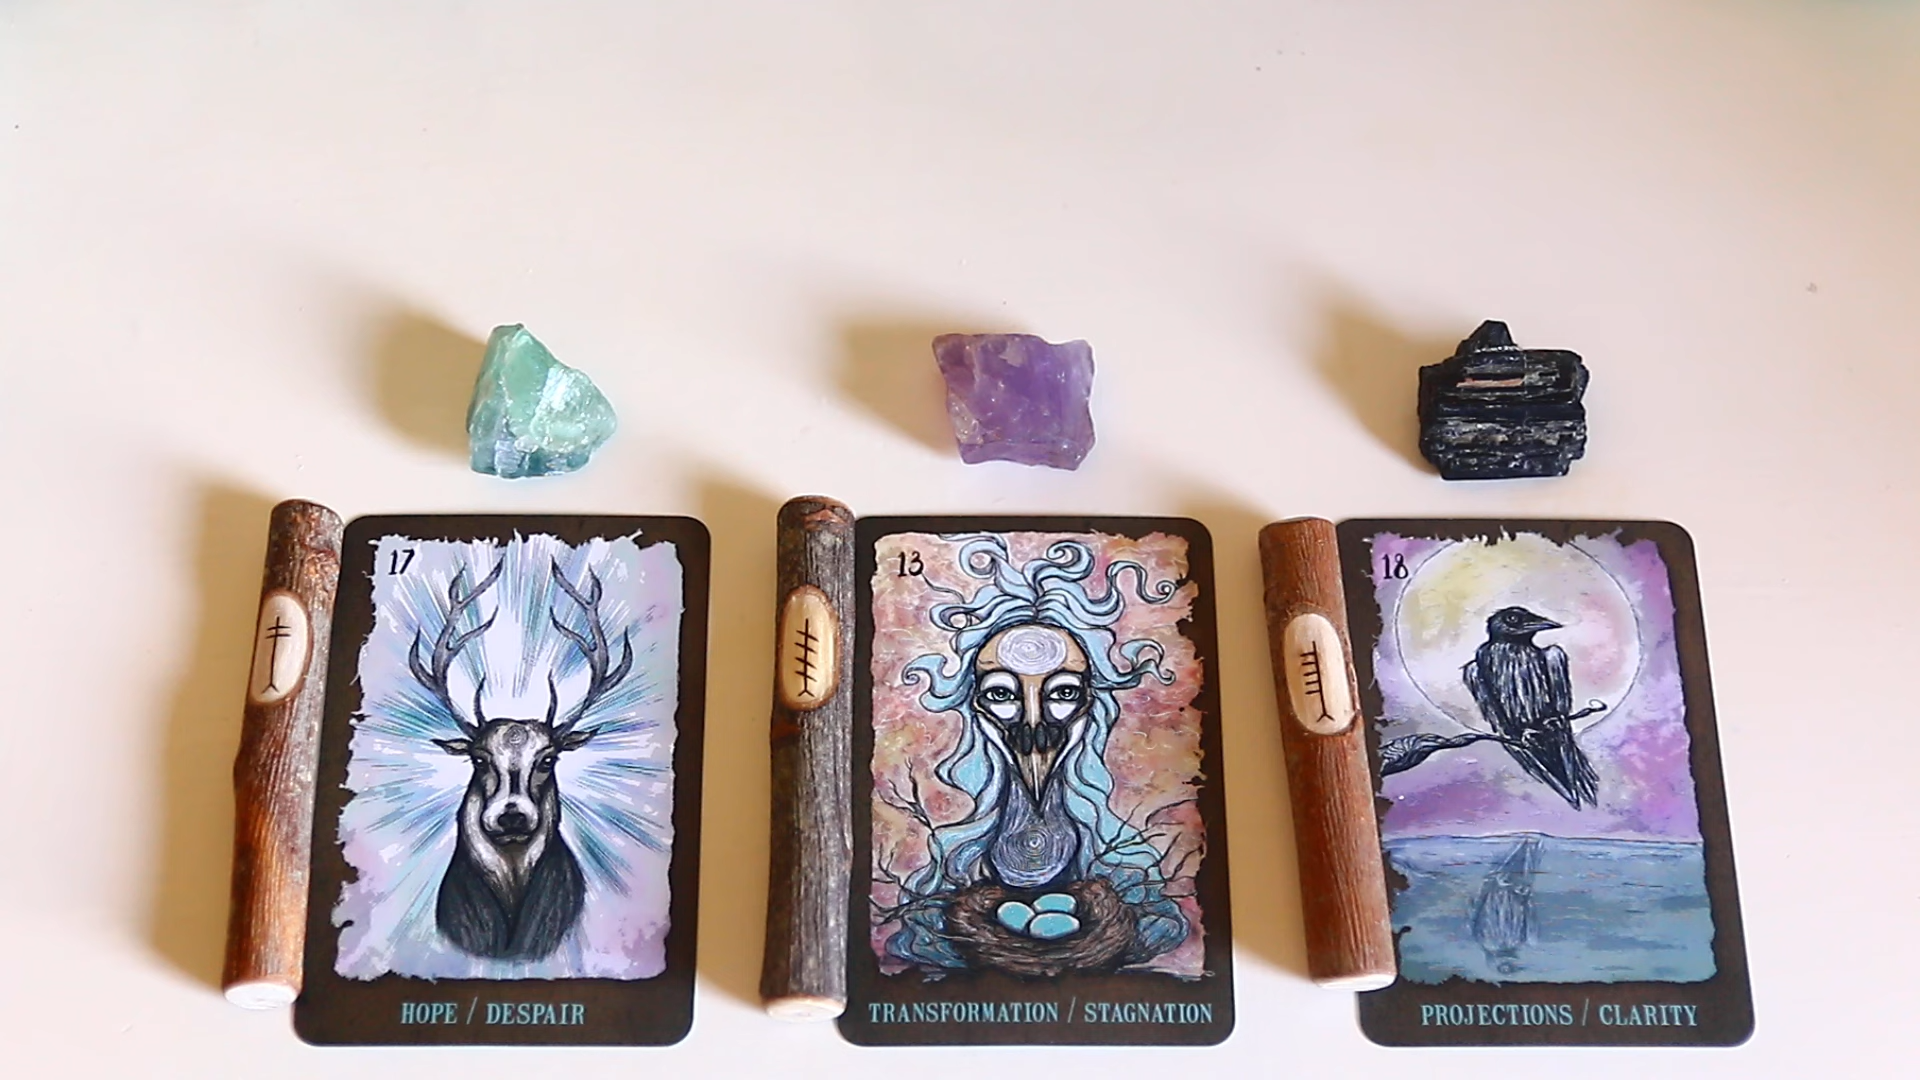 17
HOPE / DESPAIR
13
TRANSFORMATION / STAGNATION
18
PROJECTIONS / CLARITY